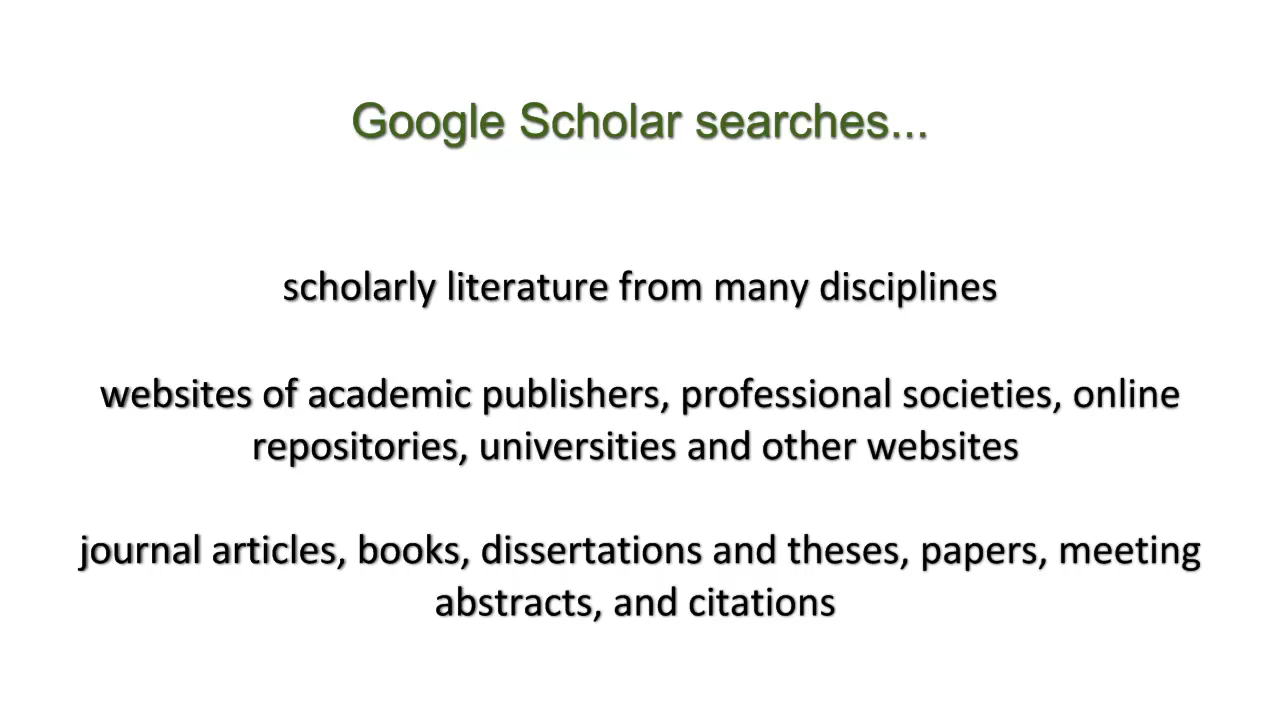 Google Scholar searches...
scholarly literature from many disciplines
websites of academic publishers, professional societies, online
repositories, universities and other websites
journal articles, books, dissertations and theses, papers, meeting
abstracts, and citations